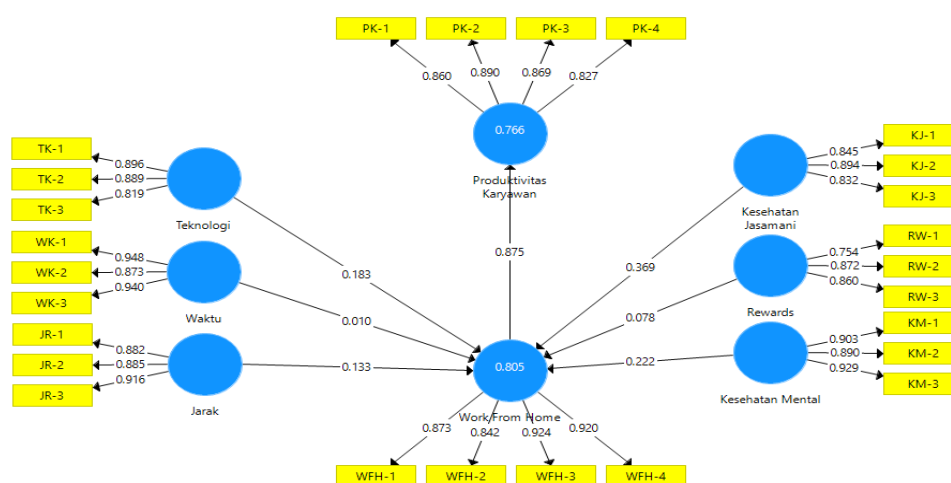 PK-1
PK-2
PK-3
PK-4
0.860
0.890
0.869
0.827
0.766
Produktivitas
Karyawan
TK-1
TK-2
TK-3
0.896
0.889
0.819
Teknologi
WK-1
WK-2
WK-3
0.948
0.873
0.940
Waktu
JR-1
JR-2
JR-3
0.882
0.885
0.916
Jarak
KJ-1
KJ-2
KJ-3
0.845
0.894
0.832
Kesehatan
Jasamani
RW-1
RW-2
RW-3
0.754
0.872
0.860
Rewards
KM-1
KM-2
KM-3
0.903
0.890
0.929
Kesehatan Mental
0.875
0.183
0.010
0.133
0.369
0.078
0.222
0.805
Work From Home
0.873
0.842
0.924
0.920
WFH-1
WFH-2
WFH-3
WFH-4